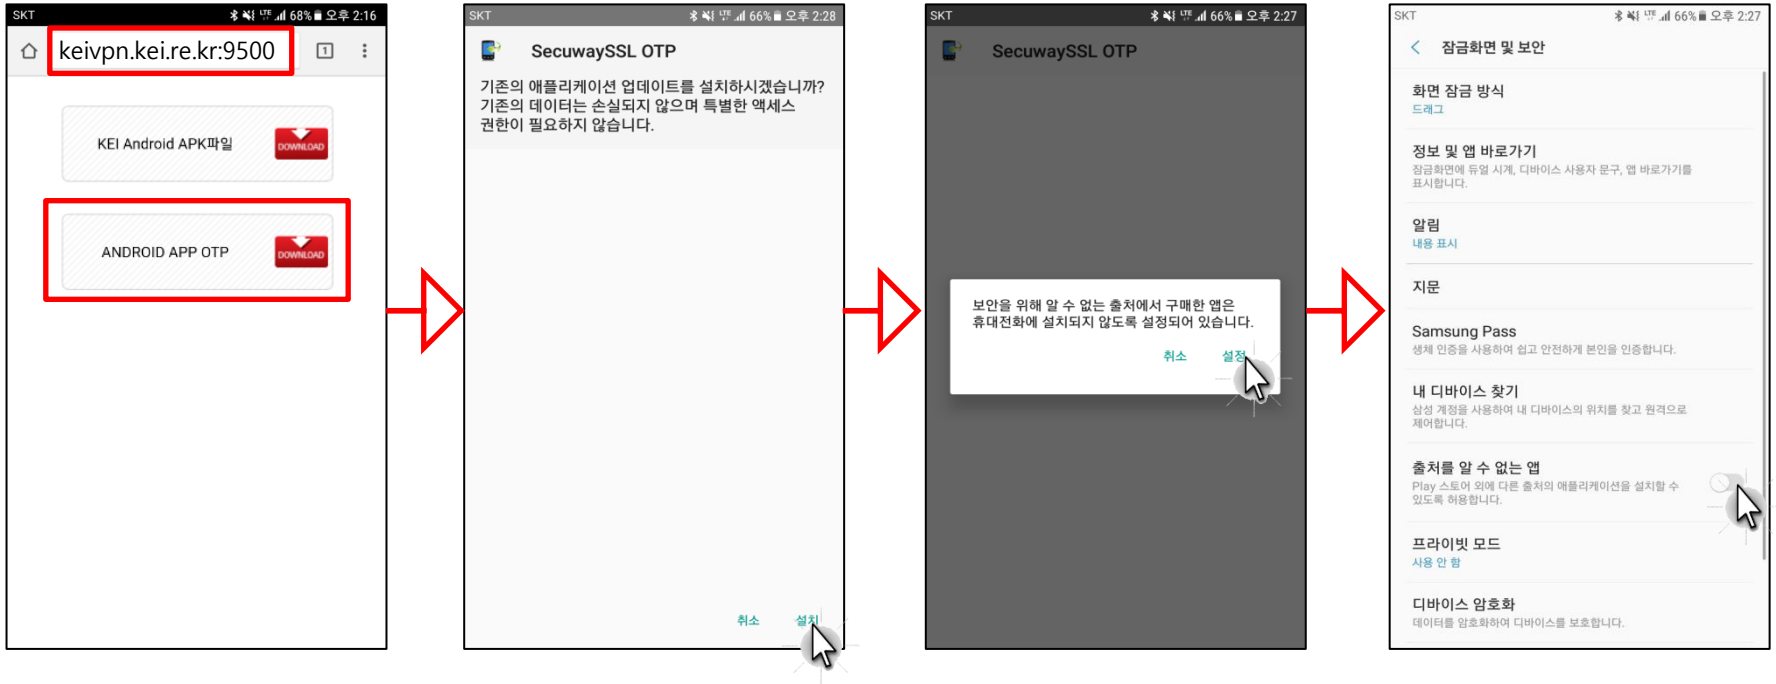 SKT LTE 68% 오후 2:16
keivpn.kei.re.kr:9500 1
KEI Android APK파일 DOWNLOAD
ANDROID APP OTP DOWNLOAD
SKT LTE 66% 오후 2:28
SecuwaySSL OTP
기존의 애플리케이션 업데이트를 설치하시겠습니까?
기존의 데이터는 손실되지 않으며 특별한 액세스
권한이 필요하지 않습니다.
취소 설치
SKT LTE 66% 오후 2:27
SecuwaySSL OTP
보안을 위해 알 수 없는 출처에서 구매한 앱은
휴대전화에 설치되지 않도록 설정되어 있습니다.
취소 설정
SKT LTE 66% 오후 2:27
잠금화면 및 보안
화면 잠금 방식
드래그
정보 및 앱 바로가기
잠금화면에 듀얼 시계, 디바이스 사용자 문구, 앱 바로가기를
표시합니다.
알림
내용 표시
지문
Samsung Pass
생체 인증을 사용하여 쉽고 안전하게 본인을 인증합니다.
내 디바이스 찾기
삼성 계정을 사용하여 내 디바이스의 위치를 찾고 원격으로
제어합니다.
출처를 알 수 없는 앱
Play 스토어 외에 다른 출처의 애플리케이션을 설치할 수
있도록 허용합니다.
프라이빗 모드
사용 안 함
디바이스 암호화
데이터를 암호화하여 디바이스를 보호합니다.